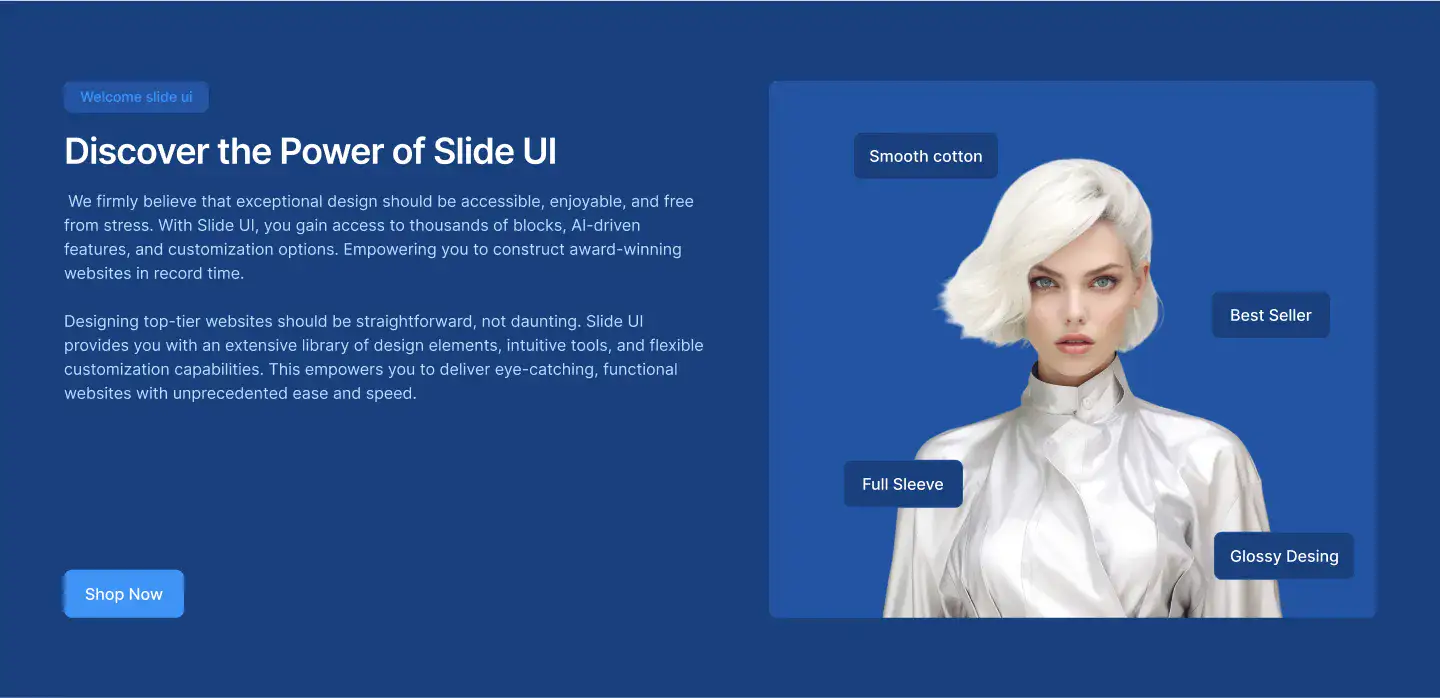 Welcome slide ui
Discover the Power of Slide UI
We firmly believe that exceptional design should be accessible, enjoyable, and free
from stress. With Slide UI, you gain access to thousands of blocks, AI-driven
features, and customization options. Empowering you to construct award-winning
websites in record time.
Designing top-tier websites should be straightforward, not daunting. Slide UI
provides you with an extensive library of design elements, intuitive tools, and flexible
customization capabilities. This empowers you to deliver eye-catching, functional
websites with unprecedented ease and speed.
Shop Now
Smooth cotton
Best Seller
Full Sleeve
Glossy Desing